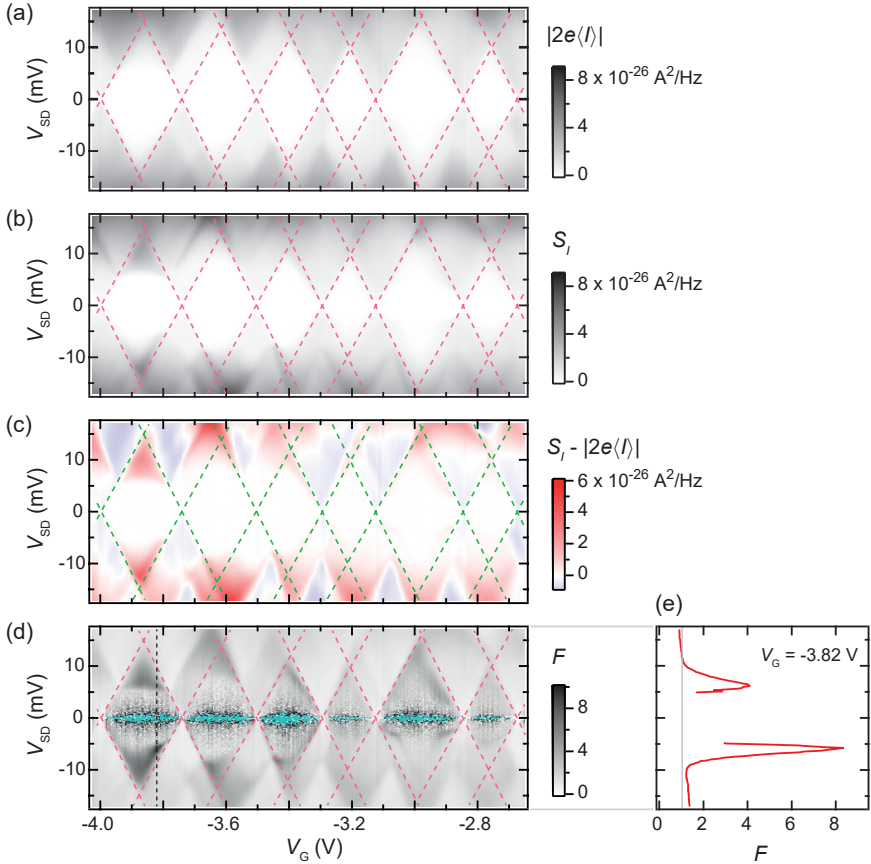 (a)
10
0
-10
V_SD (mV)
|2e⟨I⟩|
8 x 10^-26 A^2/Hz
4
0
(b)
10
0
-10
V_SD (mV)
S_I
8 x 10^-26 A^2/Hz
4
0
(c)
10
0
-10
V_SD (mV)
S_I - |2e⟨I⟩|
6 x 10^-26 A^2/Hz
4
2
0
(d)
10
0
-10
V_SD (mV)
-4.0
-3.6
-3.2
-2.8
V_G (V)
F
8
4
0
(e)
V_G = -3.82 V
0
2
4
6
8
F